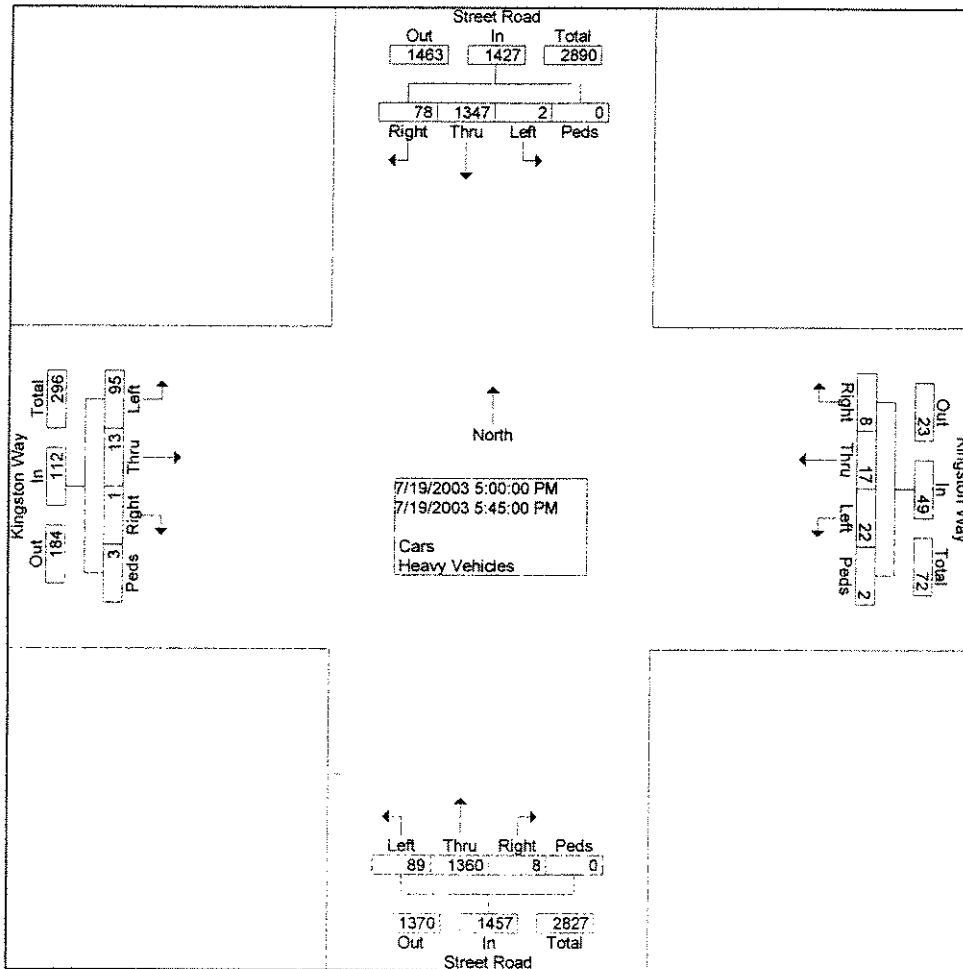 Street Road
Out In Total
1463 1427 2890
78 1347 2 0
Right Thru Left Peds
Kingston Way
Total In Out
296 112 184
95 13 1 3
Left Thru Right Peds
North
7/19/2003 5:00:00 PM
7/19/2003 5:45:00 PM
Cars
Heavy Vehicles
Right Thru Left Peds
8 17 22 2
Out In Total
23 49 72
Kingston Way
Left Thru Right Peds
89 1360 8 0
1370 1457 2827
Out In Total
Street Road